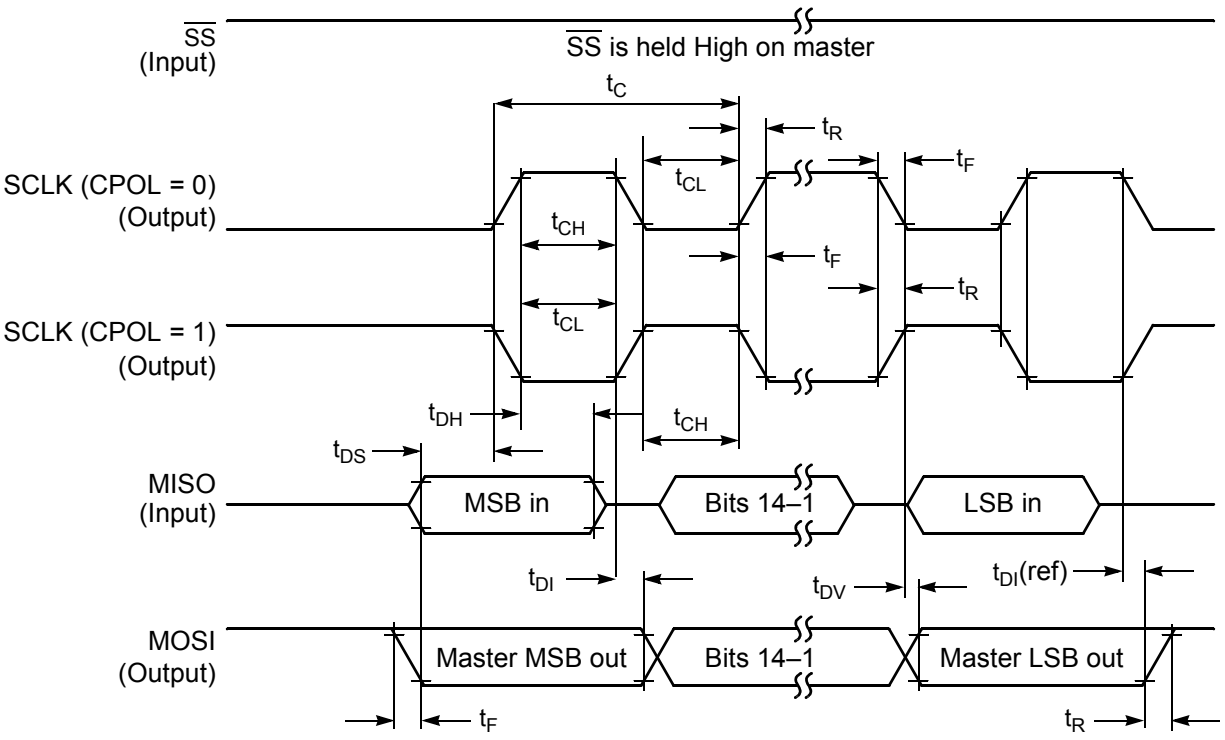 SS
(Input)
SS is held High on master
tC
tR
tF
SCLK (CPOL = 0)
(Output)
tCL
tCH
tF
tR
SCLK (CPOL = 1)
(Output)
tCL
tDH
tCH
tDS
MISO
(Input)
MSB in
Bits 14–1
LSB in
tDI
tDV
tDI(ref)
MOSI
(Output)
Master MSB out
Bits 14–1
Master LSB out
tF
tR